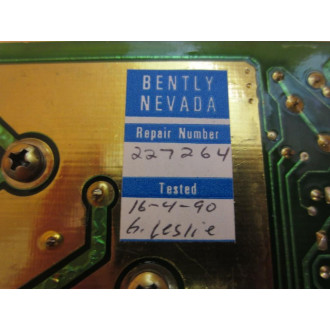 BENTLY
NEVADA
Repair Number
227264
Tested
16-4-90
G. Leslie